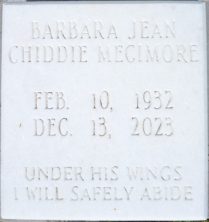 BARBARA JEAN
CHIDDIE MEGIMORE
FEB. 10, 1932
DEC. 13, 2023
UNDER HIS WINGS
I WILL SAFELY ABIDE